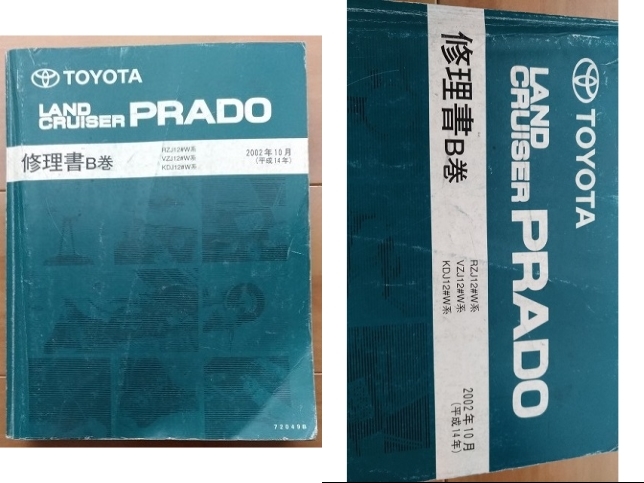 TOYOTA
LAND
CRUISER PRADO
修理書B巻
RZJ12#W系
VZJ12#W系
KDJ12#W系
2002年10月
(平成14年)
73049B
TOYOTA
LAND
CRUISER PRADO
修理書B巻
RZJ12#W系
VZJ12#W系
KDJ12#W系
2002年10月
(平成14年)